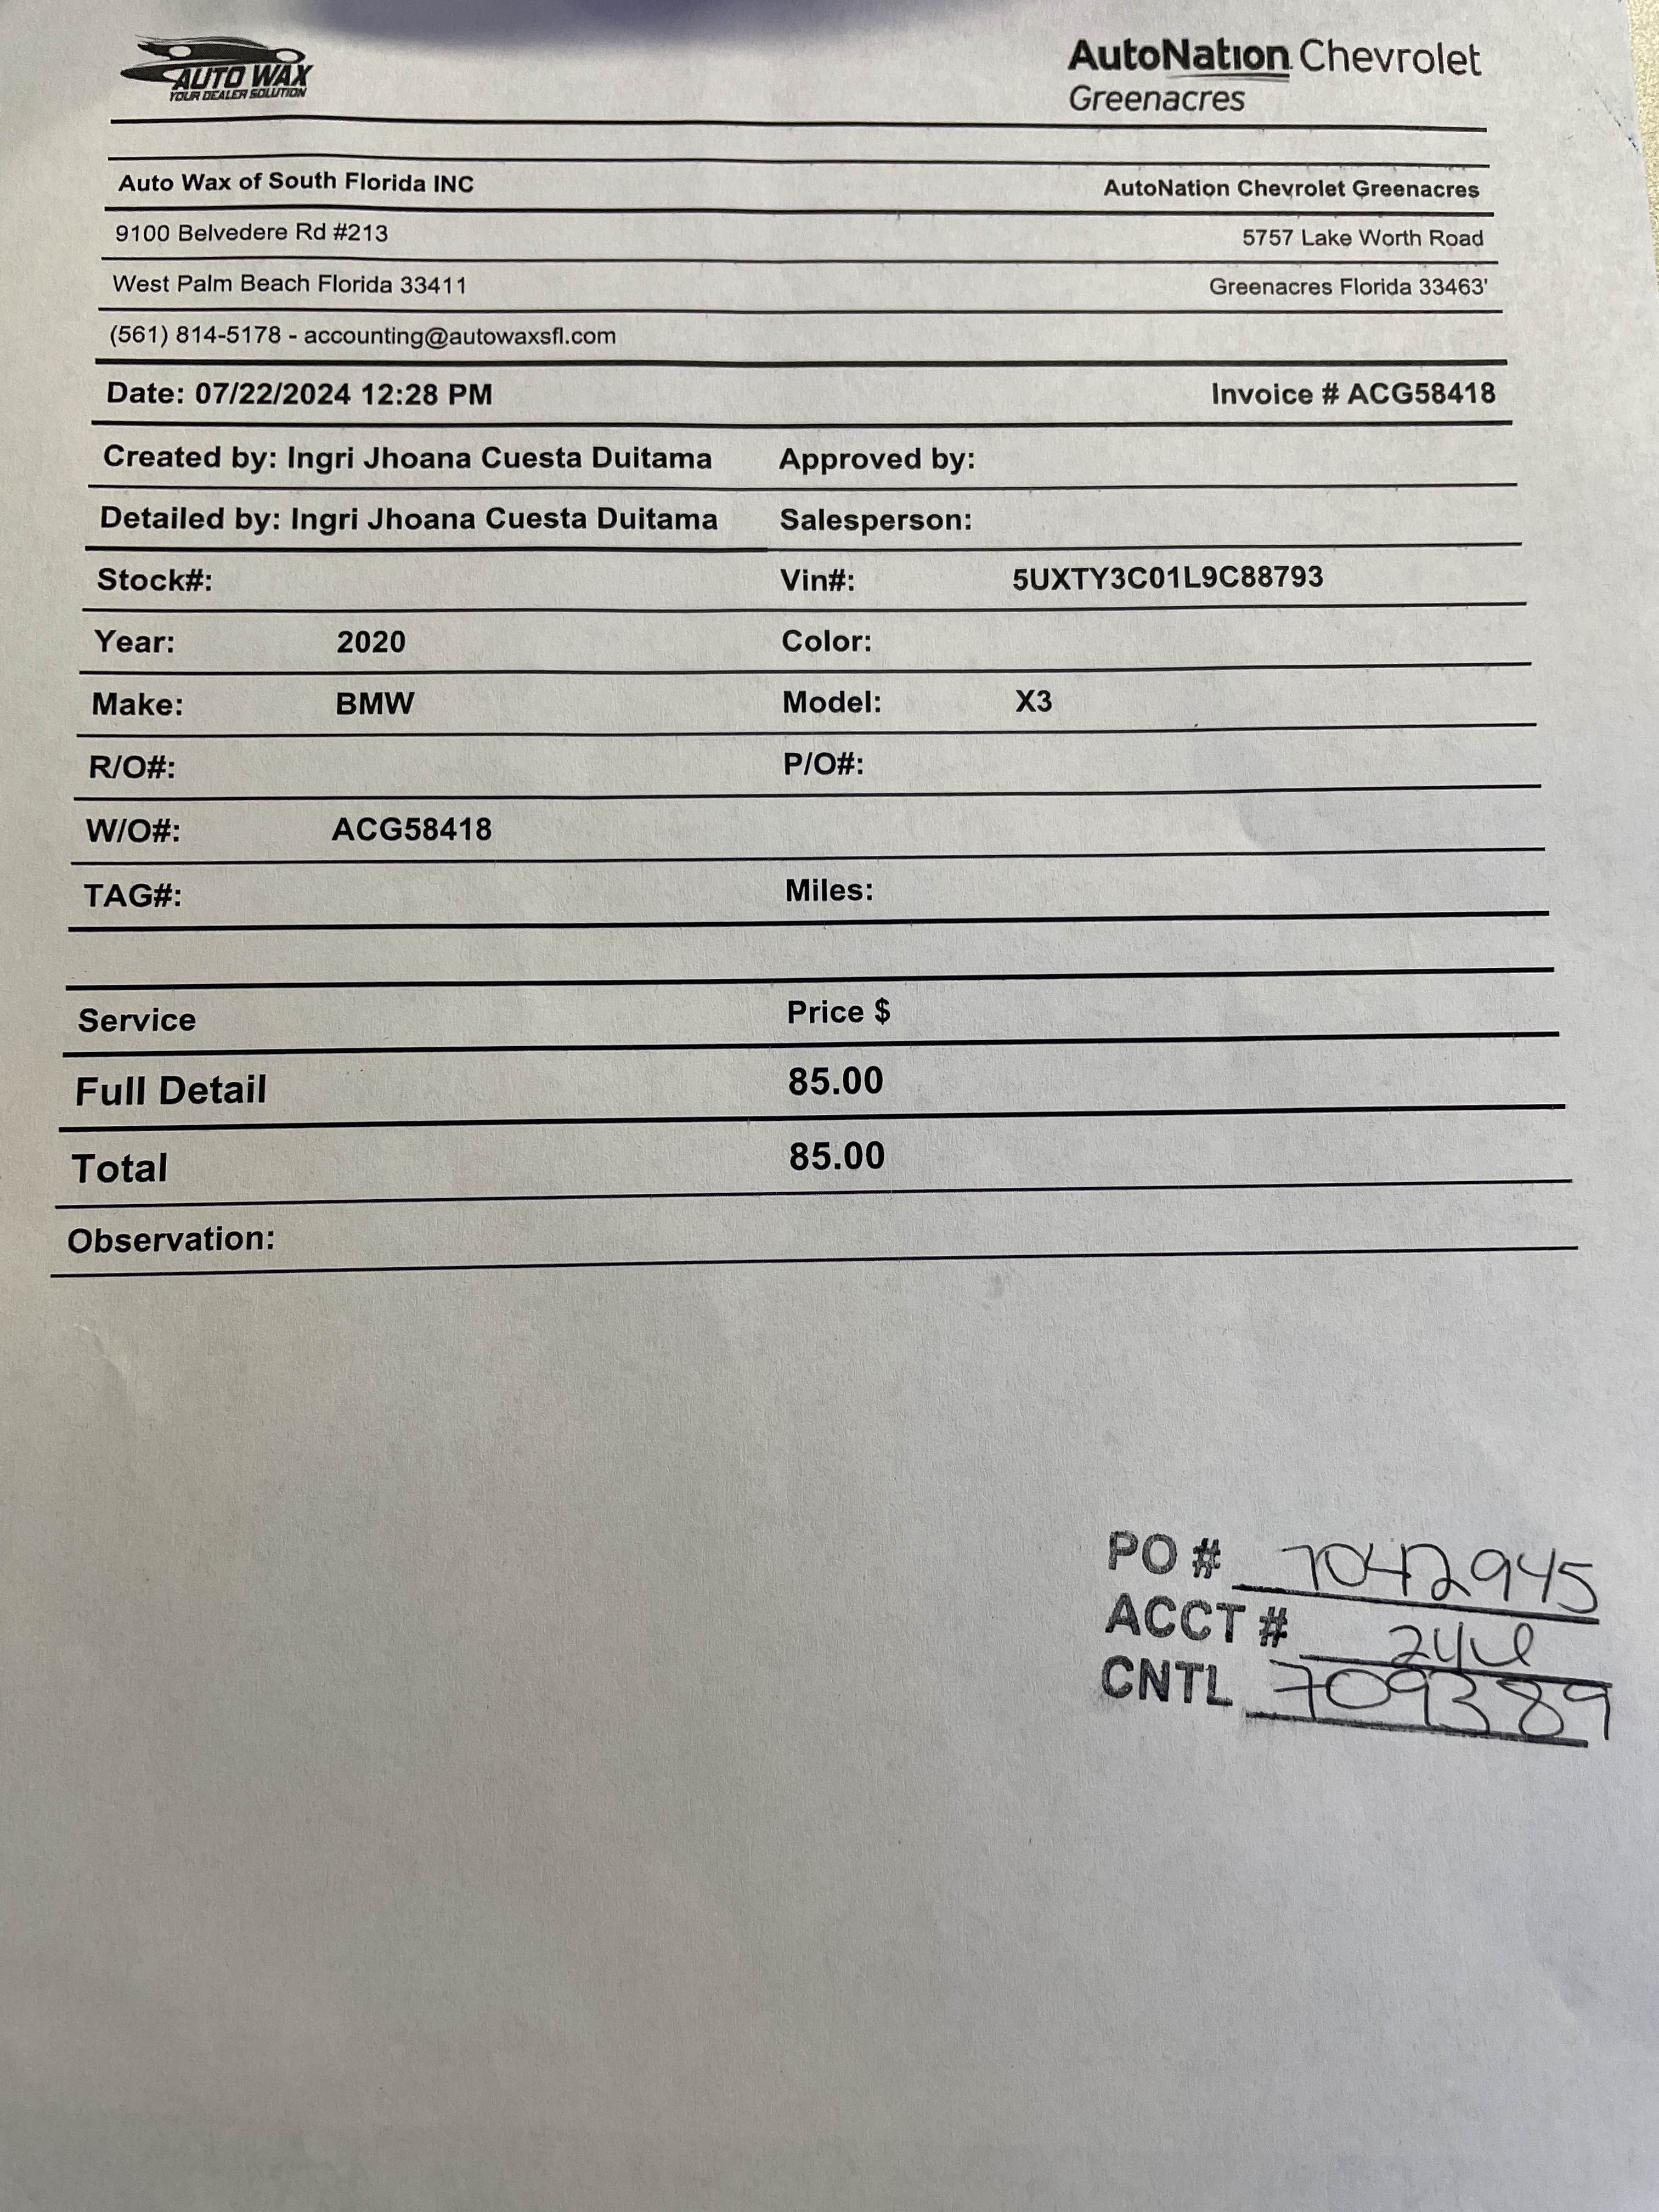 AUTO WAX
YOUR DEALER SOLUTION
AutoNation Chevrolet
Greenacres
Auto Wax of South Florida INC AutoNation Chevrolet Greenacres
9100 Belvedere Rd #213 5757 Lake Worth Road
West Palm Beach Florida 33411 Greenacres Florida 33463'
(561) 814-5178 - accounting@autowaxsfl.com
Date: 07/22/2024 12:28 PM Invoice # ACG58418
Created by: Ingri Jhoana Cuesta Duitama Approved by:
Detailed by: Ingri Jhoana Cuesta Duitama Salesperson:
Stock#: Vin#: 5UXTY3C01L9C88793
Year: 2020 Color:
Make: BMW Model: X3
R/O#: P/O#:
W/O#: ACG58418
TAG#: Miles:
Service Price $
Full Detail 85.00
Total 85.00
Observation:
PO # 7042945
ACCT #
CNTL 709389